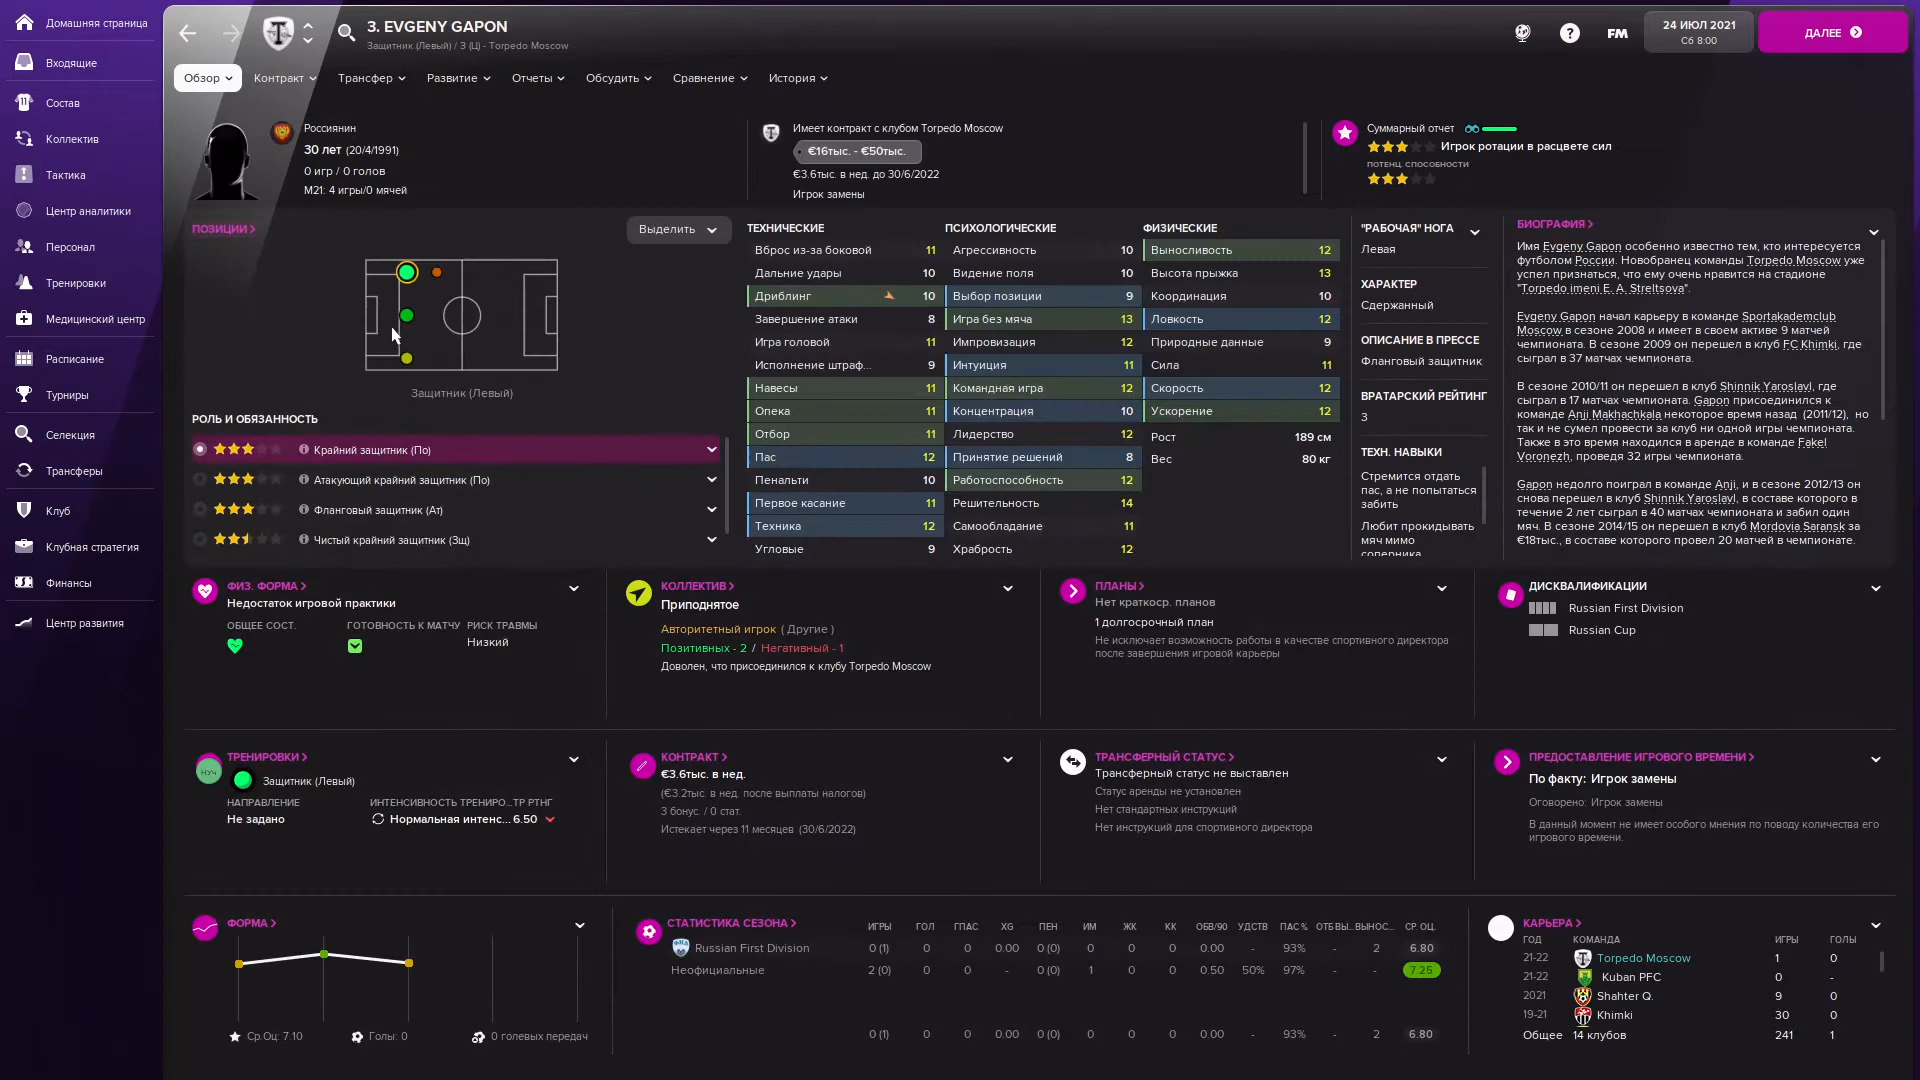 Домашняя страница
Входящие
Состав
Коллектив
Тактика
Центр аналитики
Персонал
Тренировки
Медицинский центр
Расписание
Турниры
Селекция
Трансферы
Клуб
Клубная стратегия
Финансы
Центр развития
3. EVGENY GAPON
Защитник (Левый) / З (Ц) - Torpedo Moscow
FM
24 ИЮЛ 2021
Сб 8:00
ДАЛЕЕ
Обзор
Контракт
Трансфер
Развитие
Отчеты
Обсудить
Сравнение
История
Россиянин
30 лет (20/4/1991)
0 игр / 0 голов
М21: 4 игры/0 мячей
Имеет контракт с клубом Torpedo Moscow
€16тыс. - €50тыс.
€3.6тыс. в нед. до 30/6/2022
Игрок замены
Суммарный отчет
Игрок ротации в расцвете сил
ПОТЕНЦ. СПОСОБНОСТИ
ПОЗИЦИИ
Выделить
Защитник (Левый)
РОЛЬ И ОБЯЗАННОСТЬ
Крайний защитник (По)
Атакующий крайний защитник (По)
Фланговый защитник (Ат)
Чистый крайний защитник (Зщ)
ТЕХНИЧЕСКИЕ
Вброс из-за боковой 11
Дальние удары 10
Дриблинг 10
Завершение атаки 8
Игра головой 11
Исполнение штраф... 9
Навесы 11
Опека 11
Отбор 11
Пас 12
Пенальти 10
Первое касание 11
Техника 12
Угловые 9
ПСИХОЛОГИЧЕСКИЕ
Агрессивность 10
Видение поля 10
Выбор позиции 9
Игра без мяча 13
Импровизация 12
Интуиция 11
Командная игра 12
Концентрация 10
Лидерство 12
Принятие решений 8
Работоспособность 12
Решительность 14
Самообладание 11
Храбрость 12
ФИЗИЧЕСКИЕ
Выносливость 12
Высота прыжка 13
Координация 10
Ловкость 12
Природные данные 9
Сила 11
Скорость 12
Ускорение 12
Рост 189 см
Вес 80 кг
"РАБОЧАЯ" НОГА
Левая
ХАРАКТЕР
Сдержанный
ОПИСАНИЕ В ПРЕССЕ
Фланговый защитник
ВРАТАРСКИЙ РЕЙТИНГ
3
ТЕХН. НАВЫКИ
Стремится отдать
пас, а не попытаться
забить
Любит прокидывать
мяч мимо
соперника
БИОГРАФИЯ
Имя Evgeny Gapon особенно известно тем, кто интересуется
футболом России. Новобранец команды Torpedo Moscow уже
успел признаться, что ему очень нравится на стадионе
"Torpedo imeni E. A. Streltsova".
Evgeny Gapon начал карьеру в команде Sportakademclub
Moscow в сезоне 2008 и имеет в своем активе 9 матчей
чемпионата. В сезоне 2009 он перешел в клуб FC Khimki, где
сыграл в 37 матчах чемпионата.
В сезоне 2010/11 он перешел в клуб Shinnik Yaroslavl, где
сыграл в 17 матчах чемпионата. Gapon присоединился к
команде Anji Makhachkala некоторое время назад (2011/12), но
так и не сумел провести за клуб ни одной игры чемпионата.
Также в это время находился в аренде в команде Fakel
Voronezh, проведя 32 игры чемпионата.
Gapon недолго поиграл в команде Anji, и в сезоне 2012/13 он
снова перешел в клуб Shinnik Yaroslavl, в составе которого в
течение 2 лет сыграл в 40 матчах чемпионата и забил один
мяч. В сезоне 2014/15 он перешел в клуб Mordovia Saransk за
€18тыс., в составе которого провел 20 матчей в чемпионате.
ФИЗ. ФОРМА
Недостаток игровой практики
ОБЩЕЕ СОСТ.
ГОТОВНОСТЬ К МАТЧУ
РИСК ТРАВМЫ
Низкий
КОЛЛЕКТИВ
Приподнятое
Авторитетный игрок ( Другие )
Позитивных - 2 / Негативный - 1
Доволен, что присоединился к клубу Torpedo Moscow
ПЛАНЫ
Нет краткоср. планов
1 долгосрочный план
Не исключает возможность работы в качестве спортивного директора
после завершения игровой карьеры
ДИСКВАЛИФИКАЦИИ
Russian First Division
Russian Cup
ТРЕНИРОВКИ
НУЧ
Защитник (Левый)
НАПРАВЛЕНИЕ
Не задано
ИНТЕНСИВНОСТЬ ТРЕНИРО...
Нормальная интенс...
ТР РТНГ
6.50
КОНТРАКТ
€3.6тыс. в нед.
(€3.2тыс. в нед. после выплаты налогов)
3 бонус. / 0 стат.
Истекает через 11 месяцев (30/6/2022)
ТРАНСФЕРНЫЙ СТАТУС
Трансферный статус не выставлен
Статус аренды не установлен
Нет стандартных инструкций
Нет инструкций для спортивного директора
ПРЕДОСТАВЛЕНИЕ ИГРОВОГО ВРЕМЕНИ
По факту: Игрок замены
Оговорено: Игрок замены
В данный момент не имеет особого мнения по поводу количества его
игрового времени.
ФОРМА
Ср.Оц: 7.10
Голы: 0
0 голевых передач
СТАТИСТИКА СЕЗОНА
ИГРЫ ГОЛ ГПАС XG ПЕН ИМ ЖК КК ОБВ/90 УДСТВ ПАС % ОТБ ВЫ... ВЫНОС... СР. ОЦ.
Russian First Division 0 (1) 0 0 0.00 0 (0) 0 0 0 0.00 - 93% - 2 6.80
Неофициальные 2 (0) 0 0 - 0 (0) 1 0 0 0.50 50% 97% - - 7.25
0 (1) 0 0 0.00 0 (0) 0 0 0 0.00 - 93% - 2 6.80
КАРЬЕРА
ГОД КОМАНДА ИГРЫ ГОЛЫ
21-22 Torpedo Moscow 1 0
21-22 Kuban PFC 0 -
2021 Shahter Q. 9 0
19-21 Khimki 30 0
Общее 14 клубов 241 1